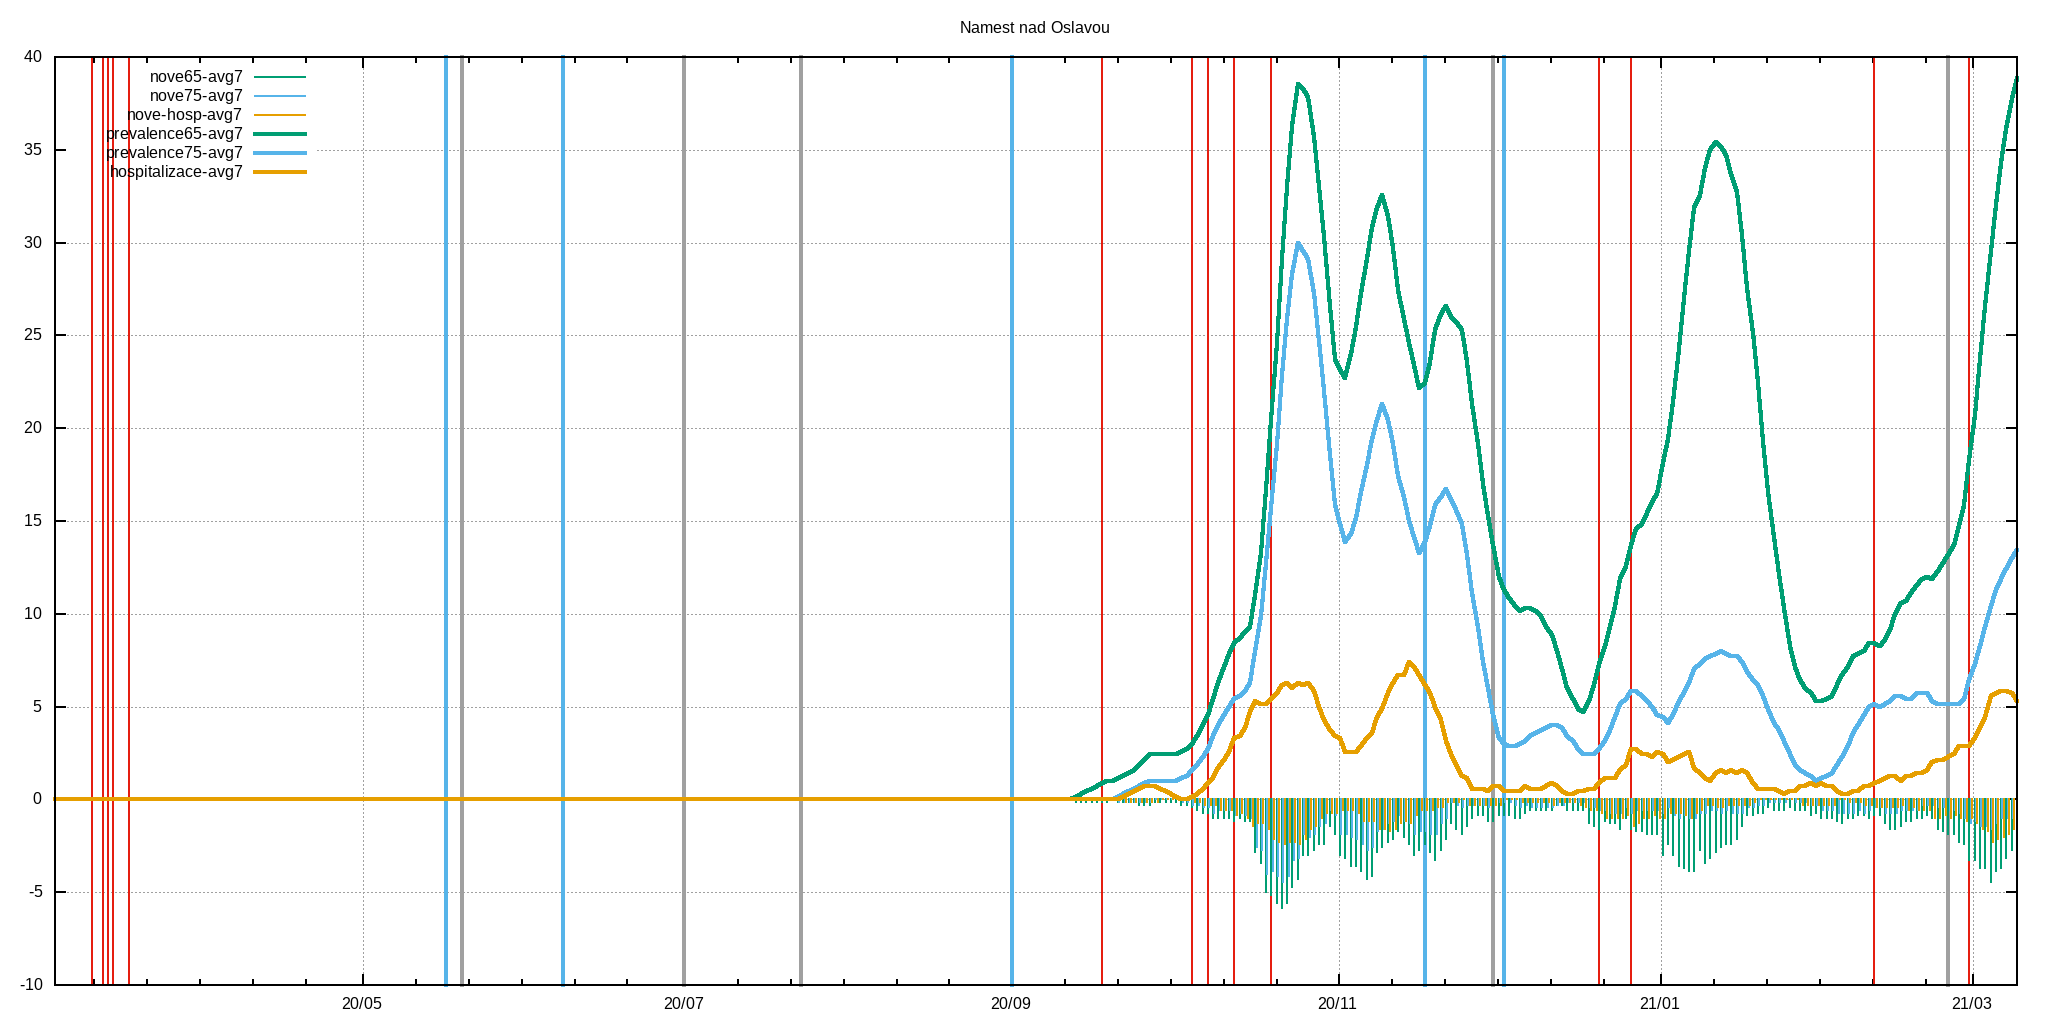 Namest nad Oslavou
40
35
30
25
20
15
10
5
0
-5
-10
nove65-avg7
nove75-avg7
nove-hosp-avg7
prevalence65-avg7
prevalence75-avg7
hospitalizace-avg7
20/05 20/07 20/09 20/11 21/01 21/03